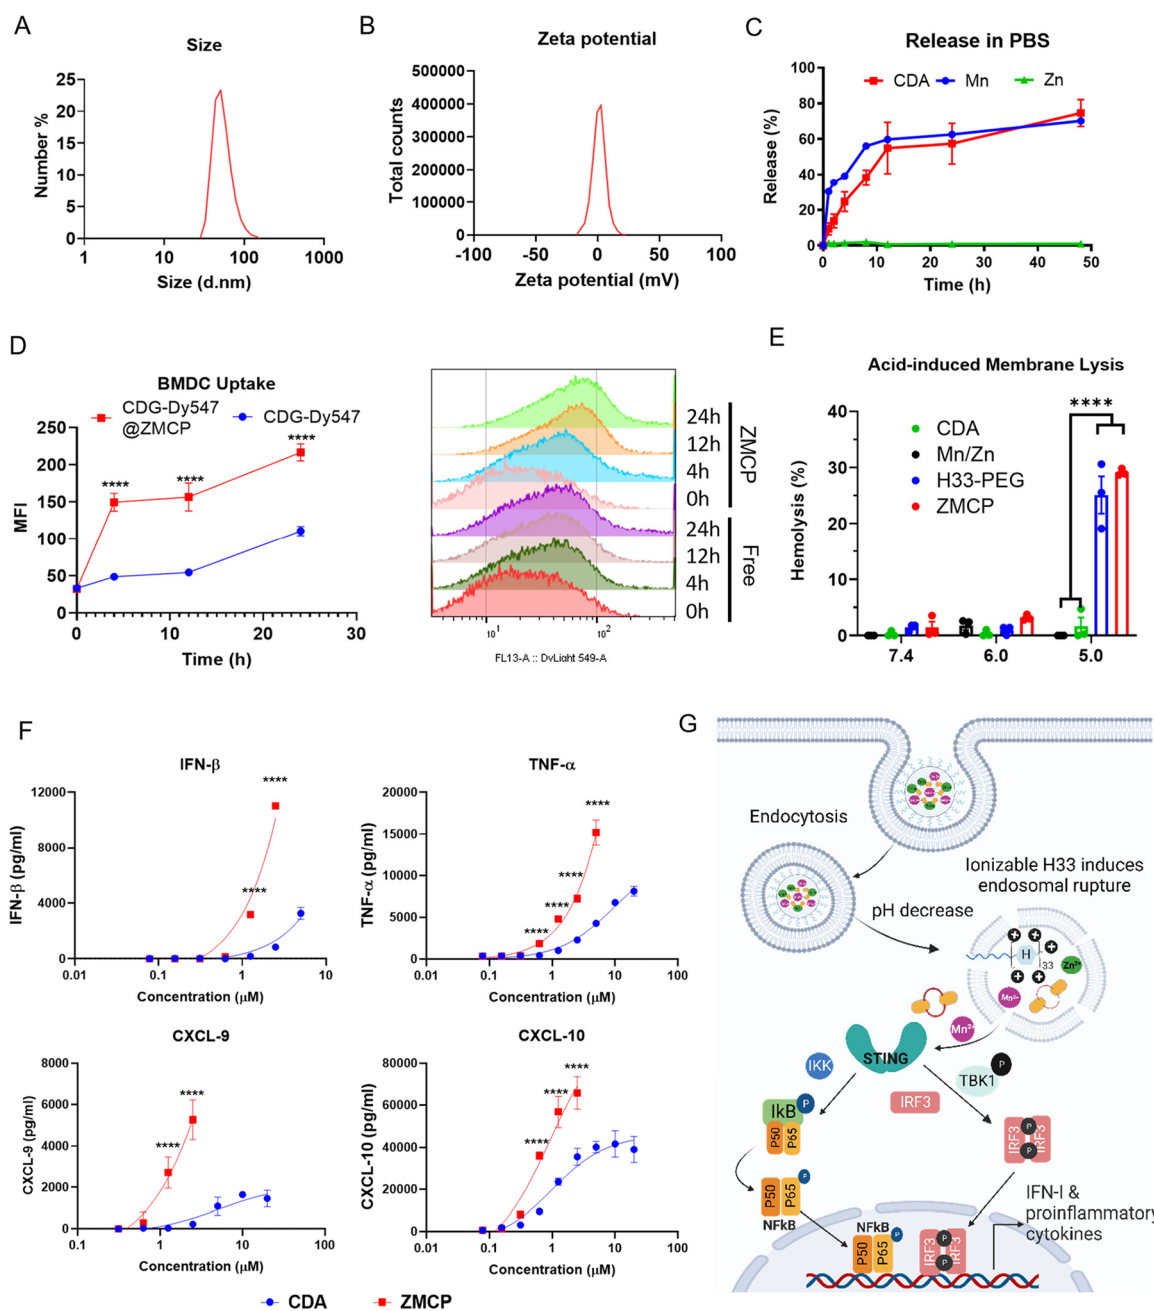 A
Size
Number %
25
20
15
10
5
0
1
10
100
1000
Size (d.nm)
B
Zeta potential
Total counts
500000
400000
300000
200000
100000
0
-100
-50
0
50
100
Zeta potential (mV)
C
Release in PBS
CDA
Mn
Zn
Release (%)
100
80
60
40
20
0
0
10
20
30
40
50
Time (h)
D
BMDC Uptake
CDG-Dy547
@ZMCP
CDG-Dy547
MFI
250
200
150
100
50
0
****
****
****
0
10
20
30
Time (h)
24h
12h
4h
0h
ZMCP
24h
12h
4h
0h
Free
10¹
10²
FL13-A :: DyLight 549-A
E
Acid-induced Membrane Lysis
CDA
Mn/Zn
H33-PEG
ZMCP
****
Hemolysis (%)
40
30
20
10
0
7.4
6.0
5.0
F
IFN-β
IFN-β (pg/ml)
12000
8000
4000
0
****
****
0.01
0.1
1
10
100
Concentration (μM)
TNF-α
TNF-α (pg/ml)
20000
15000
10000
5000
0
****
****
****
****
0.01
0.1
1
10
100
Concentration (μM)
CXCL-9
CXCL-9 (pg/ml)
8000
6000
4000
2000
0
****
****
0.1
1
10
100
Concentration (μM)
CXCL-10
CXCL-10 (pg/ml)
80000
60000
40000
20000
0
****
****
****
0.01
0.1
1
10
100
Concentration (μM)
CDA
ZMCP
G
Endocytosis
Ionizable H33 induces
endosomal rupture
pH decrease
H
33
Zn²⁺
Mn²⁺
Mn²⁺
STING
IKK
TBK1
P
IRF3
IkB
P
P50
P65
IRF3
P
P
IRF3
P50
P65
P
NFkB
IFN-I &
proinflammatory
cytokines
NFkB
P50
P65
P
IRF3
P
P
IRF3